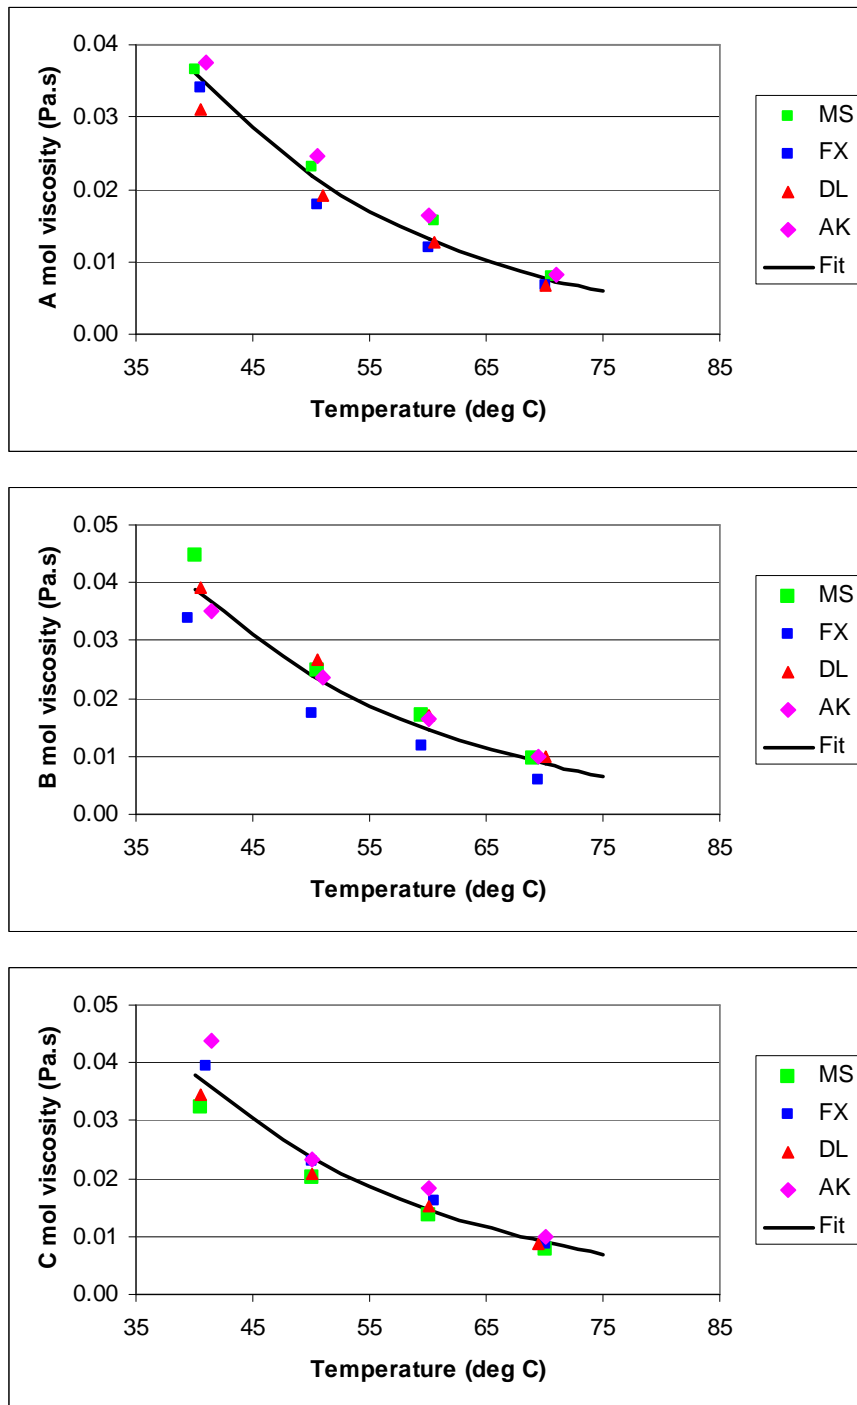 0.04
0.03
0.02
0.01
0.00
A mol viscosity (Pa.s)
35 45 55 65 75 85
Temperature (deg C)
MS
FX
DL
AK
Fit
0.05
0.04
0.03
0.02
0.01
0.00
B mol viscosity (Pa.s)
35 45 55 65 75 85
Temperature (deg C)
MS
FX
DL
AK
Fit
0.05
0.04
0.03
0.02
0.01
0.00
C mol viscosity (Pa.s)
35 45 55 65 75 85
Temperature (deg C)
MS
FX
DL
AK
Fit